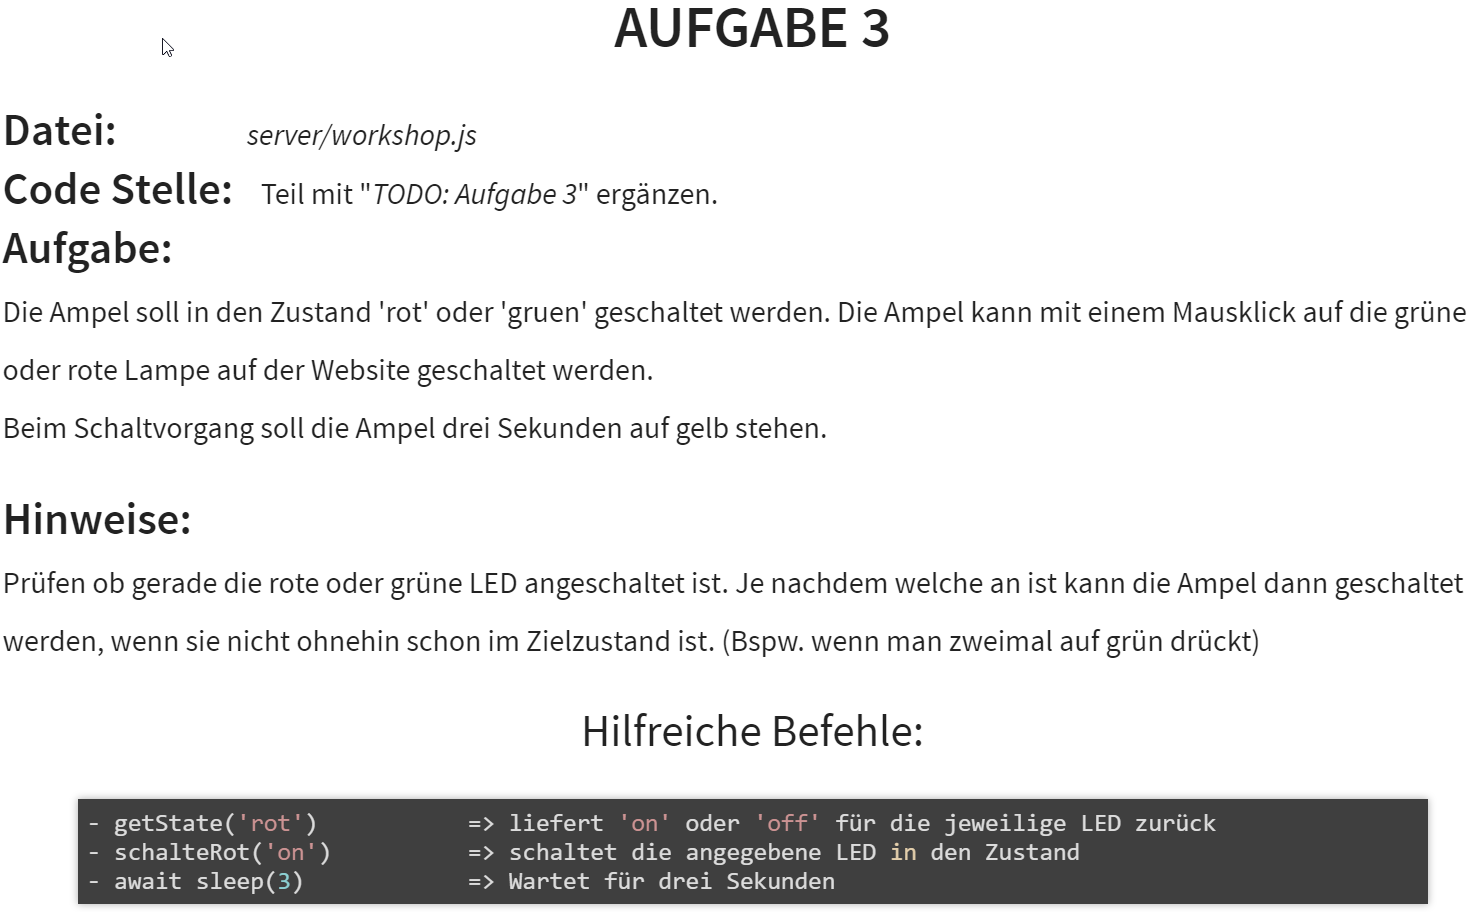 AUFGABE 3
Datei: server/workshop.js
Code Stelle: Teil mit "TODO: Aufgabe 3" ergänzen.
Aufgabe:
Die Ampel soll in den Zustand 'rot' oder 'gruen' geschaltet werden. Die Ampel kann mit einem Mausklick auf die grüne
oder rote Lampe auf der Website geschaltet werden.
Beim Schaltvorgang soll die Ampel drei Sekunden auf gelb stehen.
Hinweise:
Prüfen ob gerade die rote oder grüne LED angeschaltet ist. Je nachdem welche an ist kann die Ampel dann geschaltet
werden, wenn sie nicht ohnehin schon im Zielzustand ist. (Bspw. wenn man zweimal auf grün drückt)
Hilfreiche Befehle:
- getState('rot') => liefert 'on' oder 'off' für die jeweilige LED zurück
- schalteRot('on') => schaltet die angegebene LED in den Zustand
- await sleep(3) => Wartet für drei Sekunden